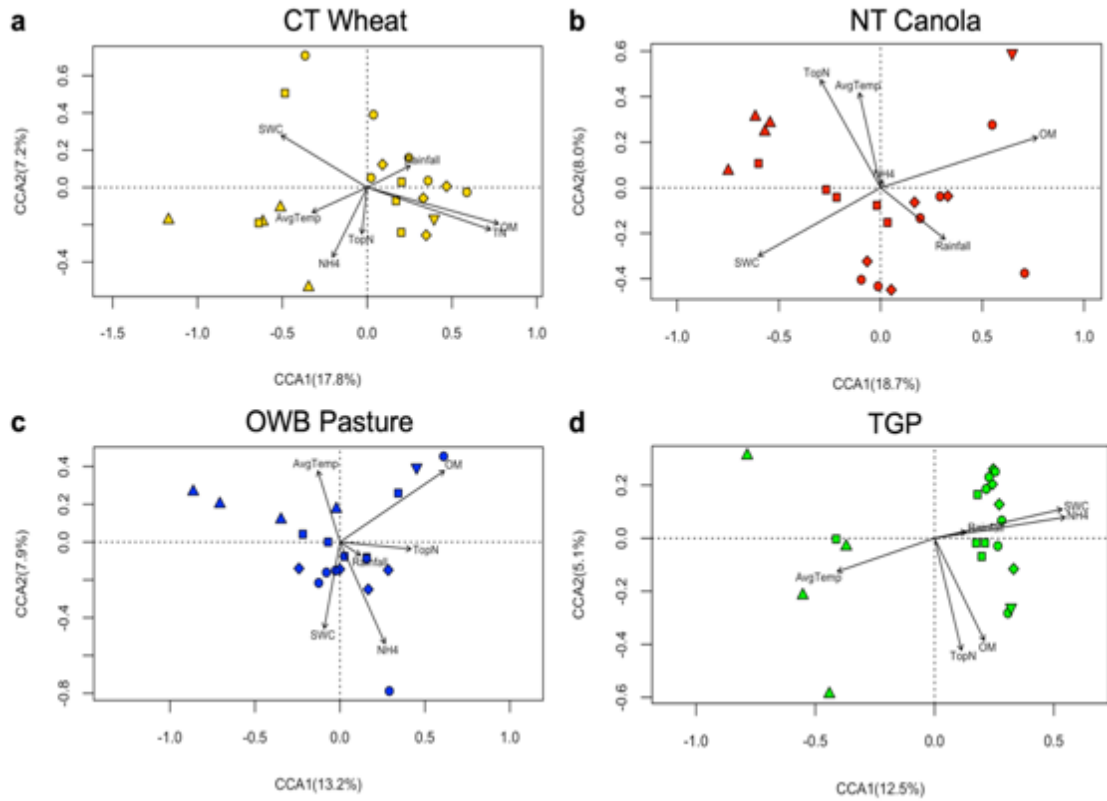 a CT Wheat
CCA2(7.2%)
0.6
0.2
0.0
-0.4
SWC
Rainfall
AvgTemp
TopN
NH4
OM
TN
-1.5 -1.0 -0.5 0.0 0.5 1.0
CCA1(17.8%)
b NT Canola
CCA2(8.0%)
0.6
0.4
0.2
0.0
-0.2
-0.4
TopN
AvgTemp
OM
NH4
Rainfall
SWC
-1.0 -0.5 0.0 0.5 1.0
CCA1(18.7%)
c OWB Pasture
CCA2(7.9%)
0.4
0.2
0.0
-0.4
-0.8
AvgTemp
OM
TopN
Rainfall
SWC
NH4
-1.0 -0.5 0.0 0.5 1.0
CCA1(13.2%)
d TGP
CCA2(5.1%)
0.2
0.0
-0.2
-0.4
-0.6
SWC
NH4
Rainfall
AvgTemp
OM
TopN
-1.0 -0.5 0.0 0.5
CCA1(12.5%)